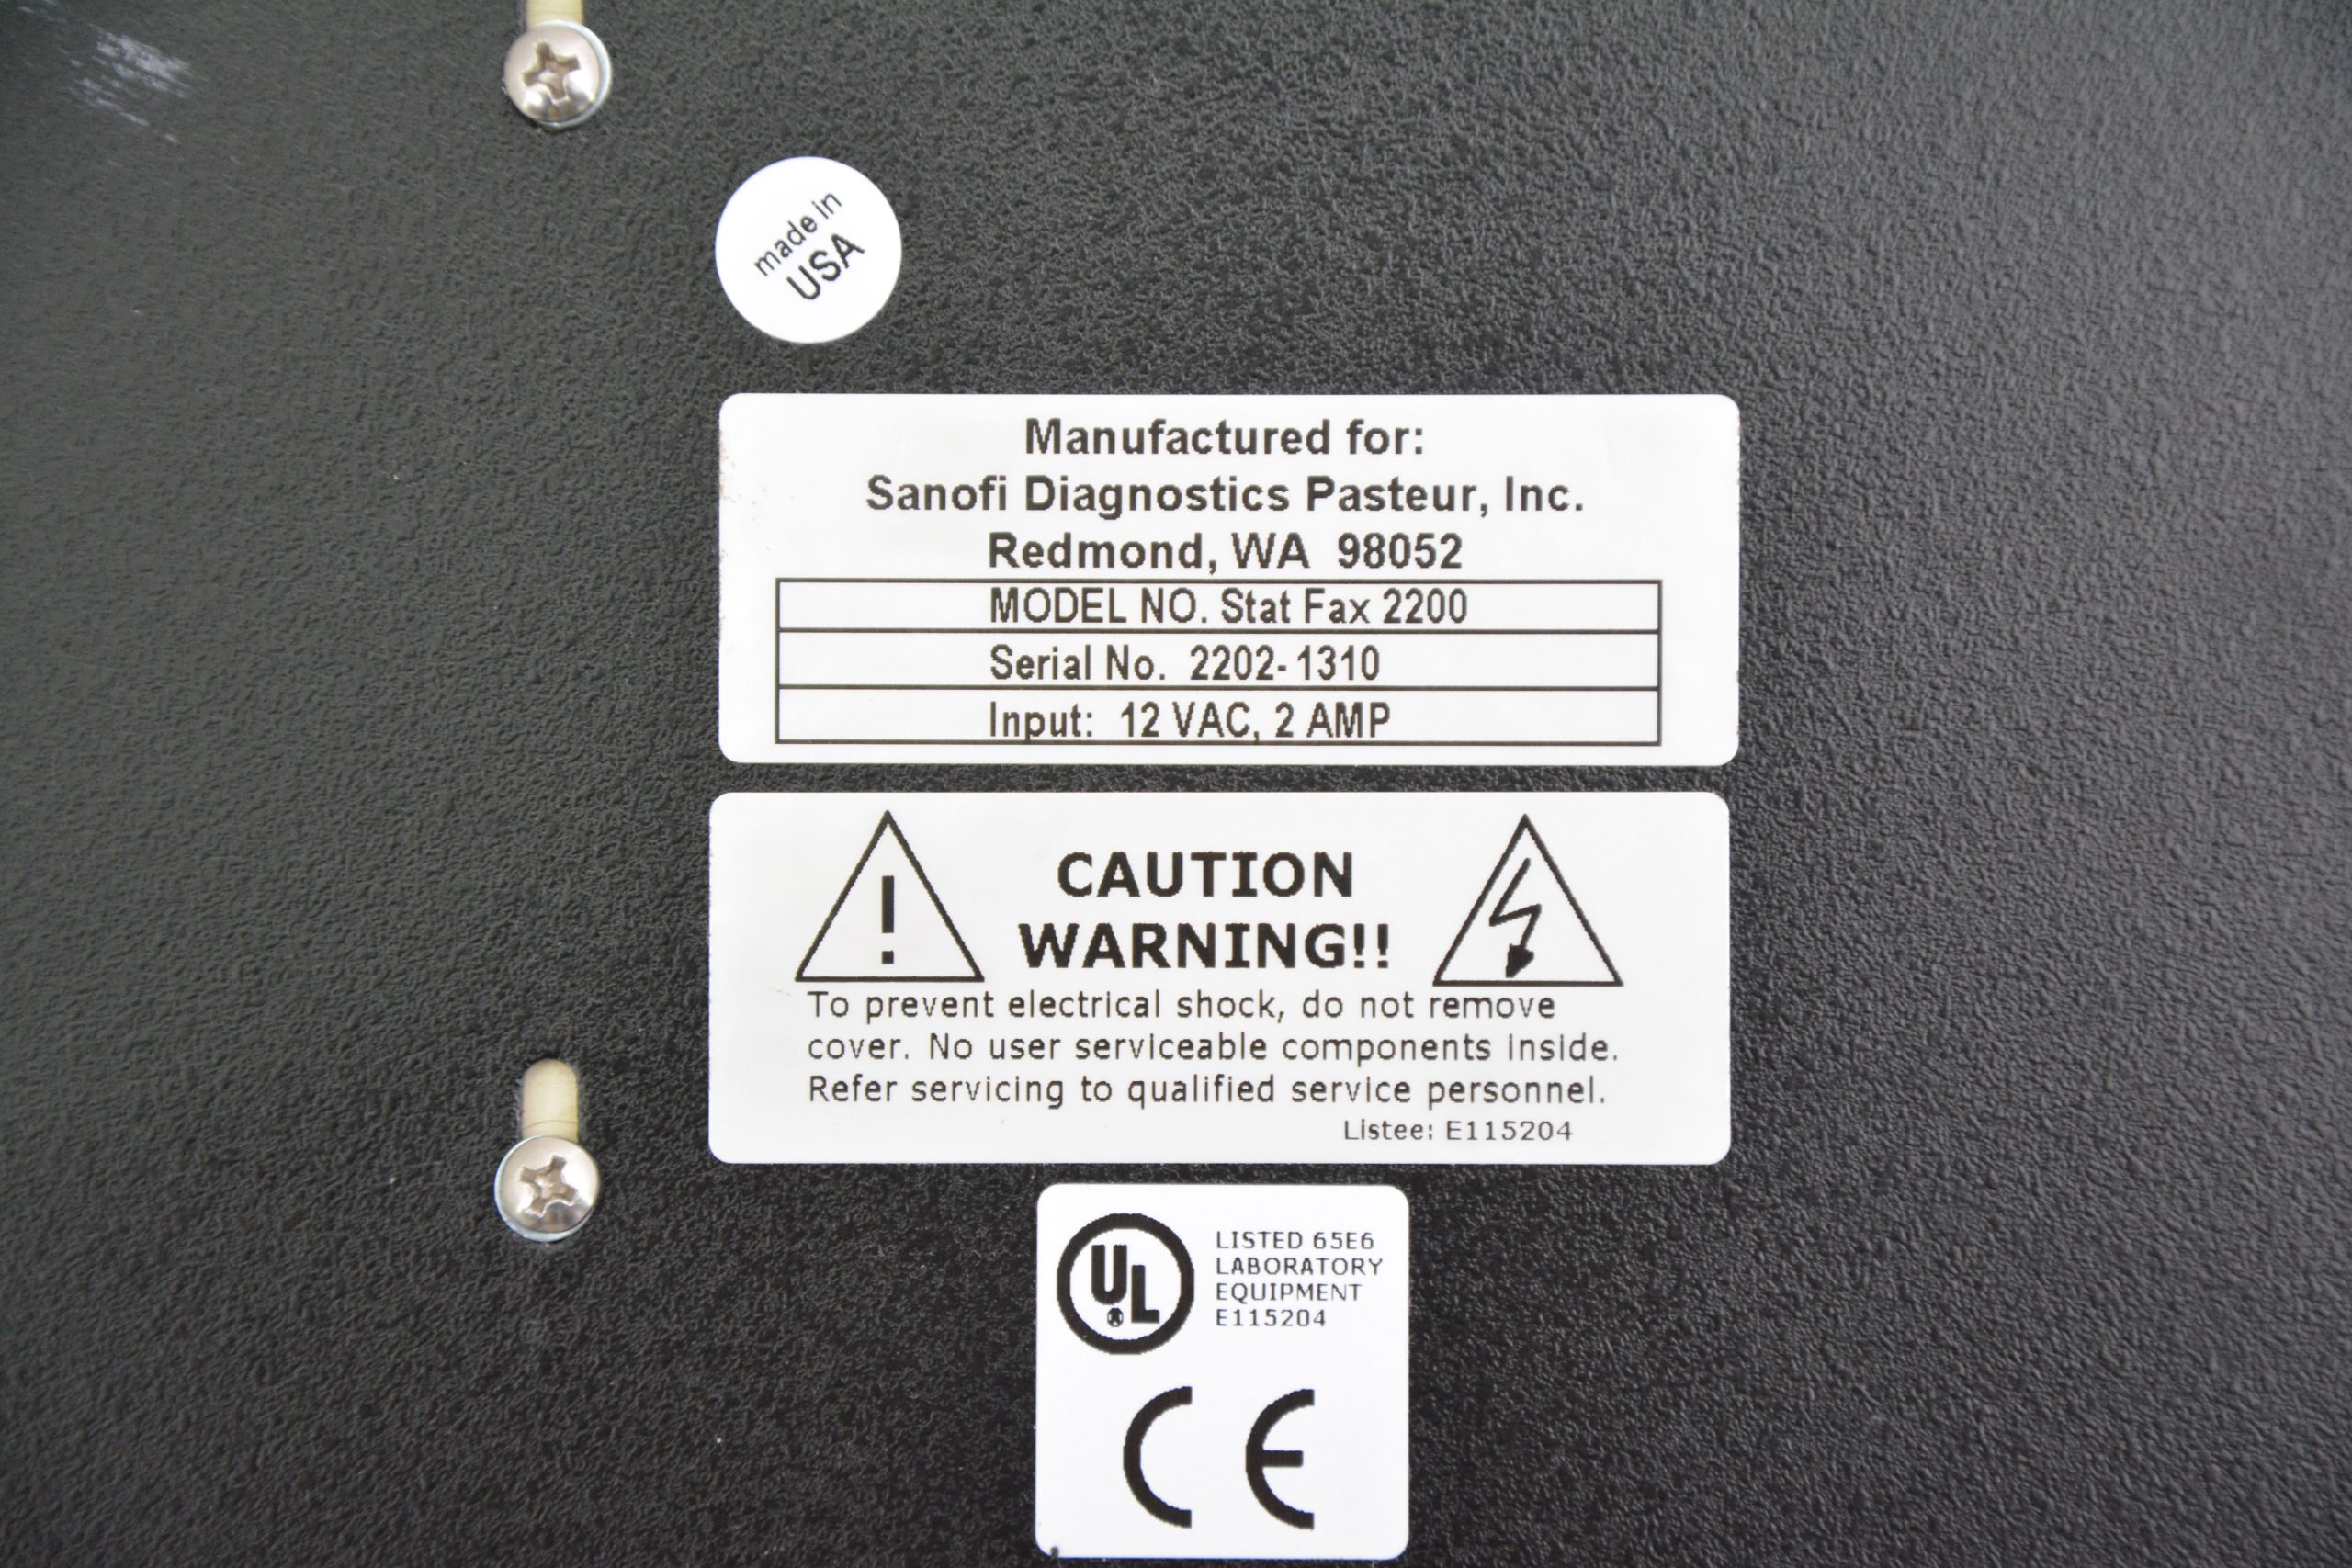 made in
USA
Manufactured for:
Sanofi Diagnostics Pasteur, Inc.
Redmond, WA 98052
MODEL NO. Stat Fax 2200
Serial No. 2202-1310
Input: 12 VAC, 2 AMP
!
CAUTION
WARNING!!
To prevent electrical shock, do not remove
cover. No user serviceable components inside.
Refer servicing to qualified service personnel.
Listee: E115204
UL ®
LISTED 65E6
LABORATORY
EQUIPMENT
E115204
CE